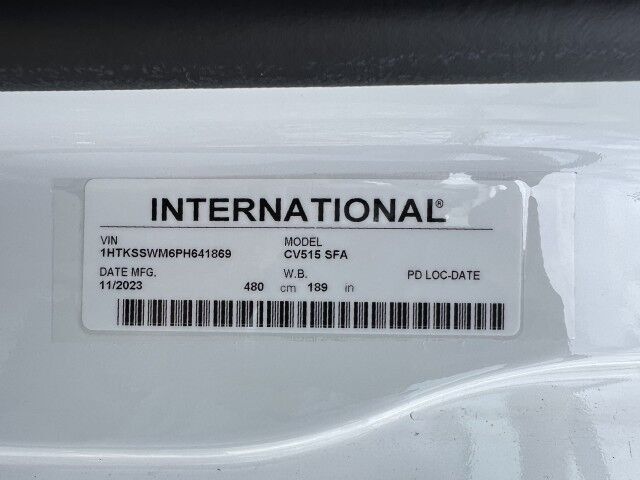 INTERNATIONAL®
VIN MODEL
1HTKSSWM6PH641869 CV515 SFA
DATE MFG. W.B. PD LOC-DATE
11/2023 480 cm 189 in